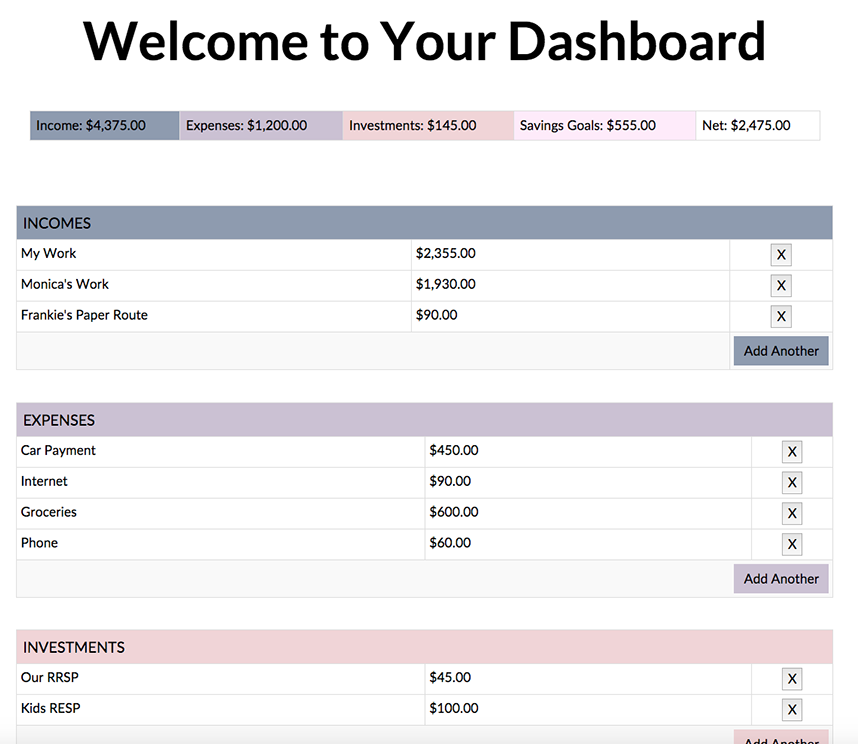 Welcome to Your Dashboard
Income: $4,375.00 Expenses: $1,200.00 Investments: $145.00 Savings Goals: $555.00 Net: $2,475.00
INCOMES
My Work $2,355.00 X
Monica's Work $1,930.00 X
Frankie's Paper Route $90.00 X
Add Another
EXPENSES
Car Payment $450.00 X
Internet $90.00 X
Groceries $600.00 X
Phone $60.00 X
Add Another
INVESTMENTS
Our RRSP $45.00 X
Kids RESP $100.00 X
Add Another